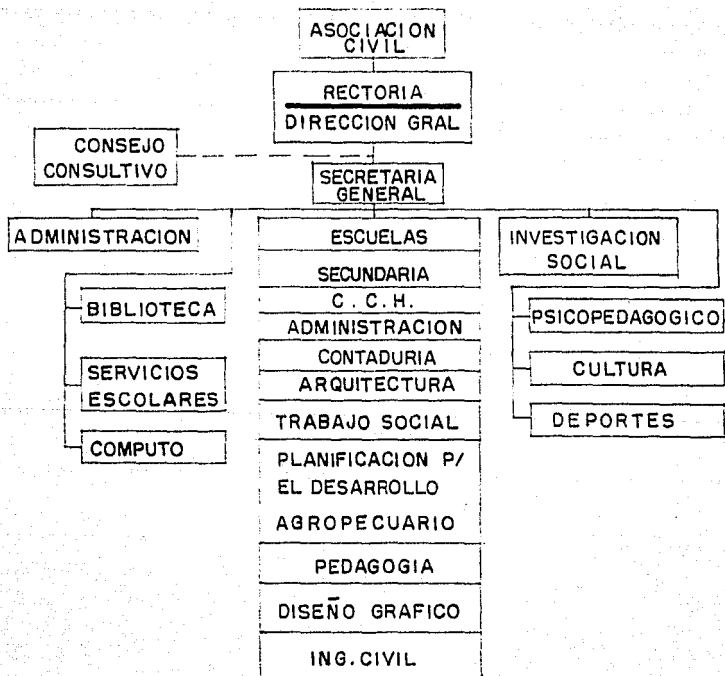 ASOCIACION
CIVIL
RECTORIA
DIRECCION GRAL
CONSEJO
CONSULTIVO
SECRETARIA
GENERAL
ADMINISTRACION
BIBLIOTECA
SERVICIOS
ESCOLARES
COMPUTO
ESCUELAS
SECUNDARIA
C.C.H.
ADMINISTRACION
CONTADURIA
ARQUITECTURA
TRABAJO SOCIAL
PLANIFICACION P/
EL DESARROLLO
AGROPECUARIO
PEDAGOGIA
DISEÑO GRAFICO
ING.CIVIL
INVESTIGACION
SOCIAL
PSICOPEDAGOGICO
CULTURA
DEPORTES